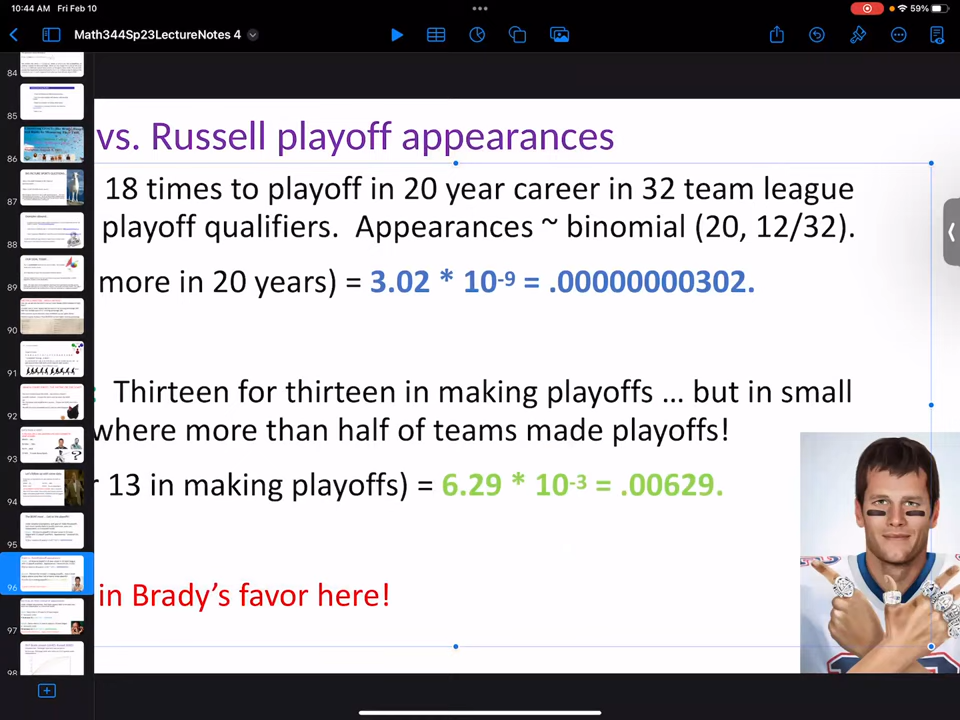 10:44 AM Fri Feb 10
59%
Math344Sp23LectureNotes 4
vs. Russell playoff appearances
18 times to playoff in 20 year career in 32 team league
playoff qualifiers. Appearances ~ binomial (20, 12/32).
more in 20 years) = 3.02 * 10-9 = .00000000302.
: Thirteen for thirteen in making playoffs … but in small
where more than half of teams made playoffs!
r 13 in making playoffs) = 6.29 * 10-3 = .00629.
in Brady's favor here!
84
85
86
87
88
89
90
91
92
93
94
95
96
97
98